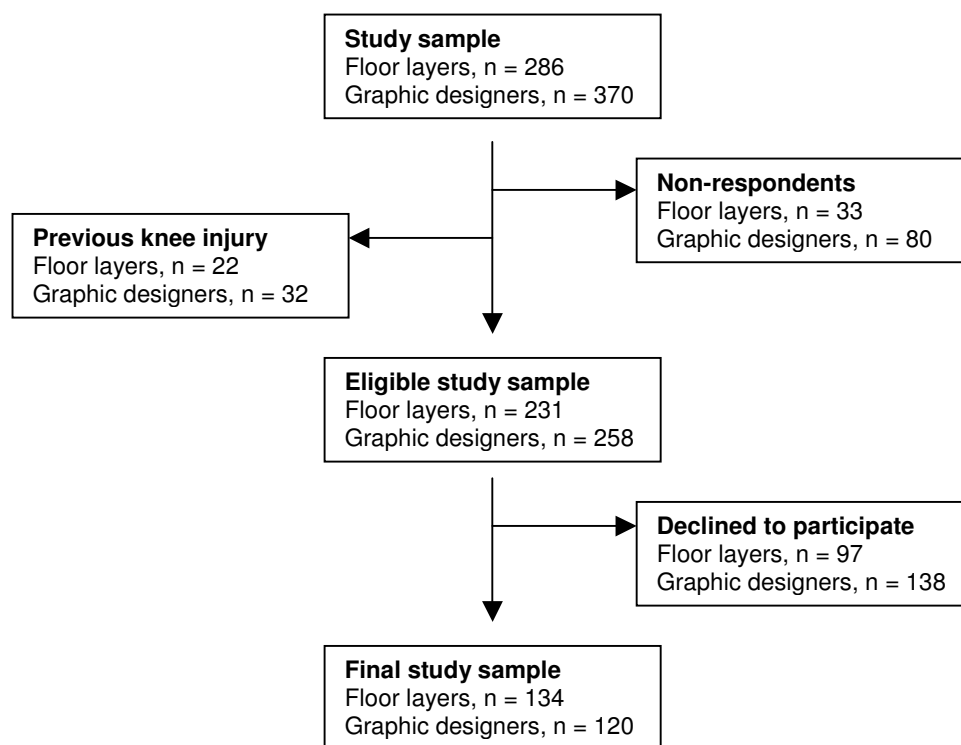 Study sample
Floor layers, n = 286
Graphic designers, n = 370
Non-respondents
Floor layers, n = 33
Graphic designers, n = 80
Previous knee injury
Floor layers, n = 22
Graphic designers, n = 32
Eligible study sample
Floor layers, n = 231
Graphic designers, n = 258
Declined to participate
Floor layers, n = 97
Graphic designers, n = 138
Final study sample
Floor layers, n = 134
Graphic designers, n = 120